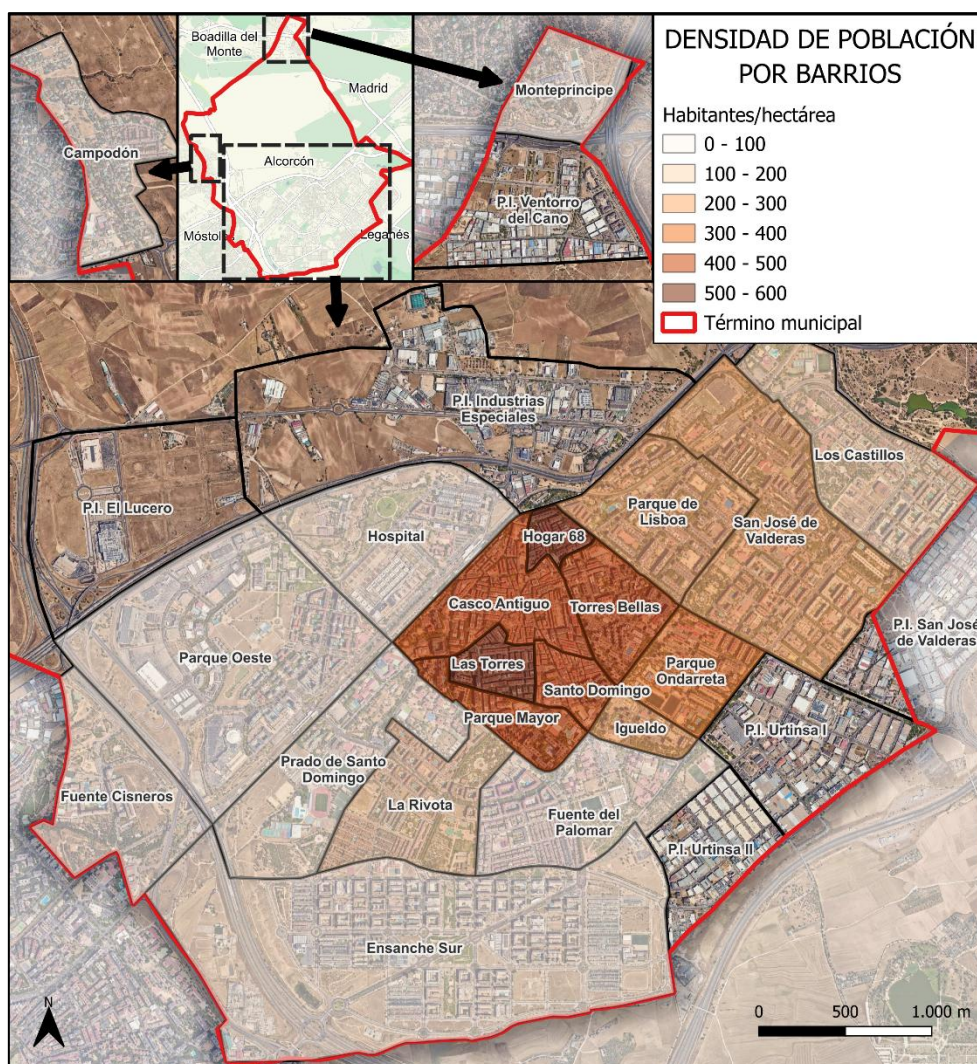 DENSIDAD DE POBLACIÓN
POR BARRIOS
Habitantes/hectárea
0 - 100
100 - 200
200 - 300
300 - 400
400 - 500
500 - 600
Término municipal
Boadilla del
Monte
Madrid
Alcorcón
Móstoles
Leganés
Campodón
Monteprincipe
P.I. Ventorro
del Cano
P.I. Industrias
Especiales
P.I. El Lucero
Hospital
Los Castillos
Parque de
Lisboa
San José de
Valderas
Hogar 68
Casco Antiguo
Torres Bellas
P.I. San José
de Valderas
Parque Oeste
Las Torres
Parque
Ondarreta
Santo Domingo
Parque Mayor
Igueldo
P.I. Urtinsa I
Prado de Santo
Domingo
Fuente Cisneros
La Rivota
Fuente del
Palomar
P.I. Urtinsa II
Ensanche Sur
N
0 500 1.000 m